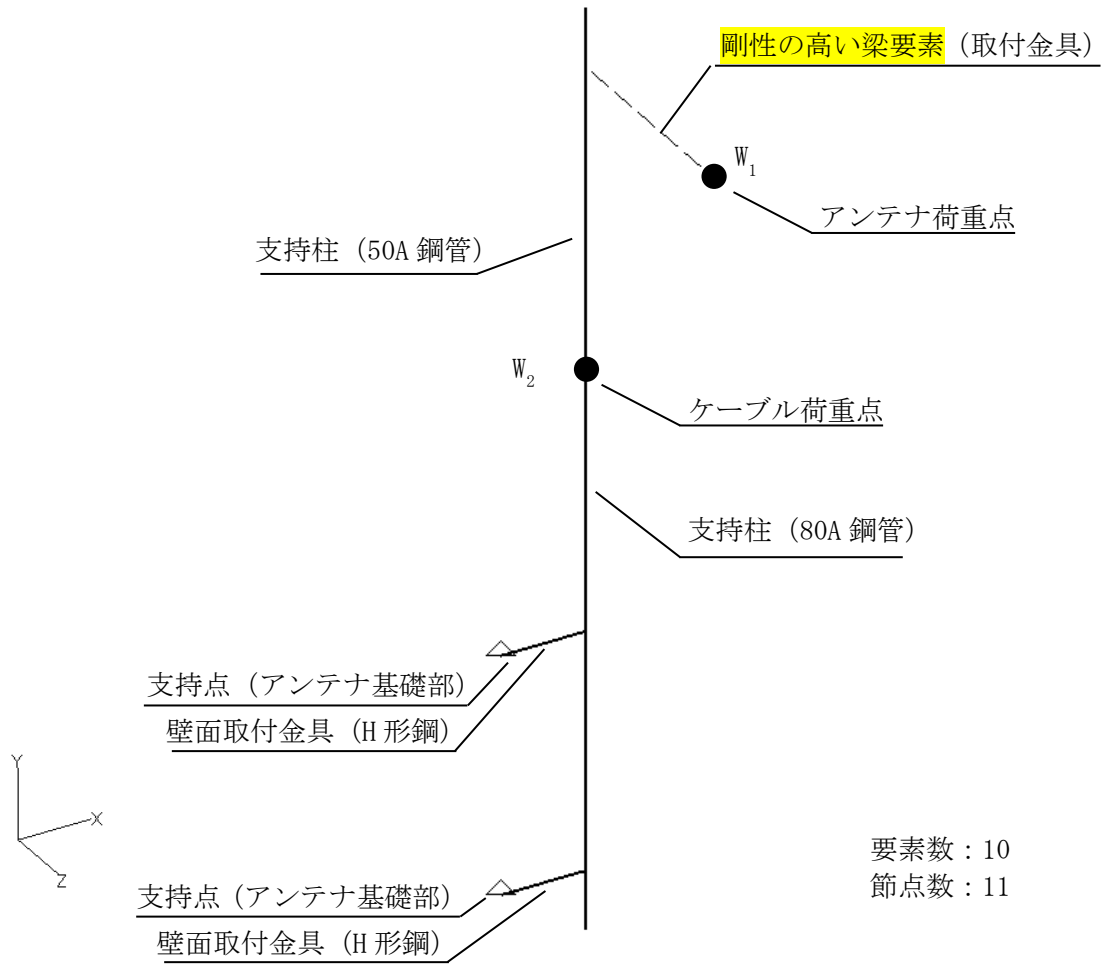 剛性の高い梁要素（取付金具）
W₁
アンテナ荷重点
支持柱（50A 鋼管）
W₂
ケーブル荷重点
支持柱（80A 鋼管）
支持点（アンテナ基礎部）
壁面取付金具（H 形鋼）
Y
X
Z
要素数：10
節点数：11
支持点（アンテナ基礎部）
壁面取付金具（H 形鋼）